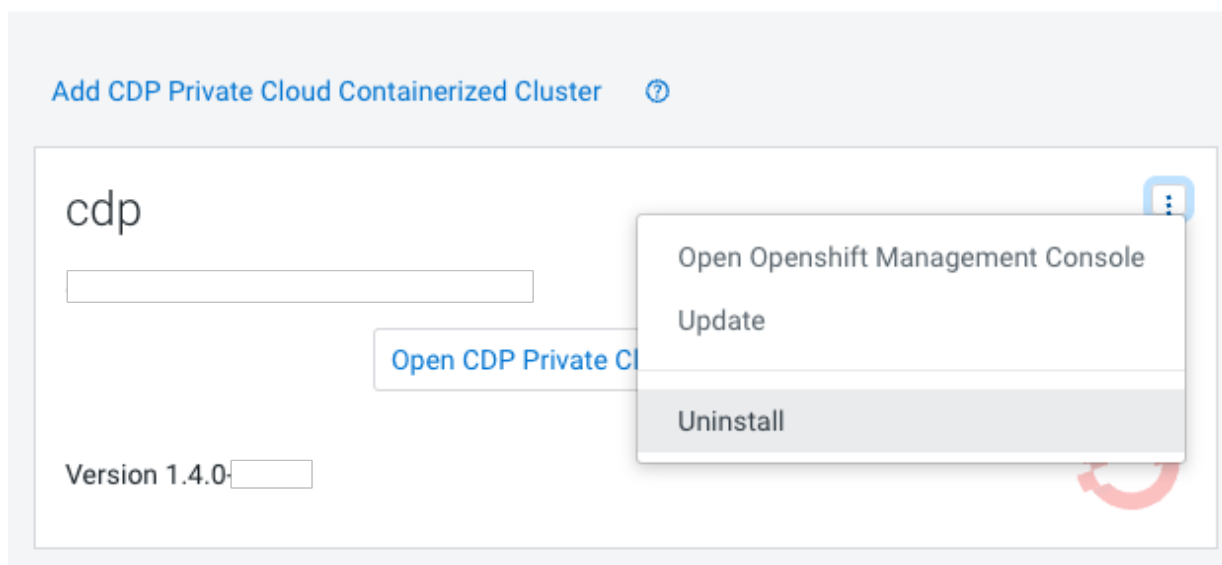 Add CDP Private Cloud Containerized Cluster
cdp
Open Openshift Management Console
Update
Open CDP Private
Uninstall
Version 1.4.0-